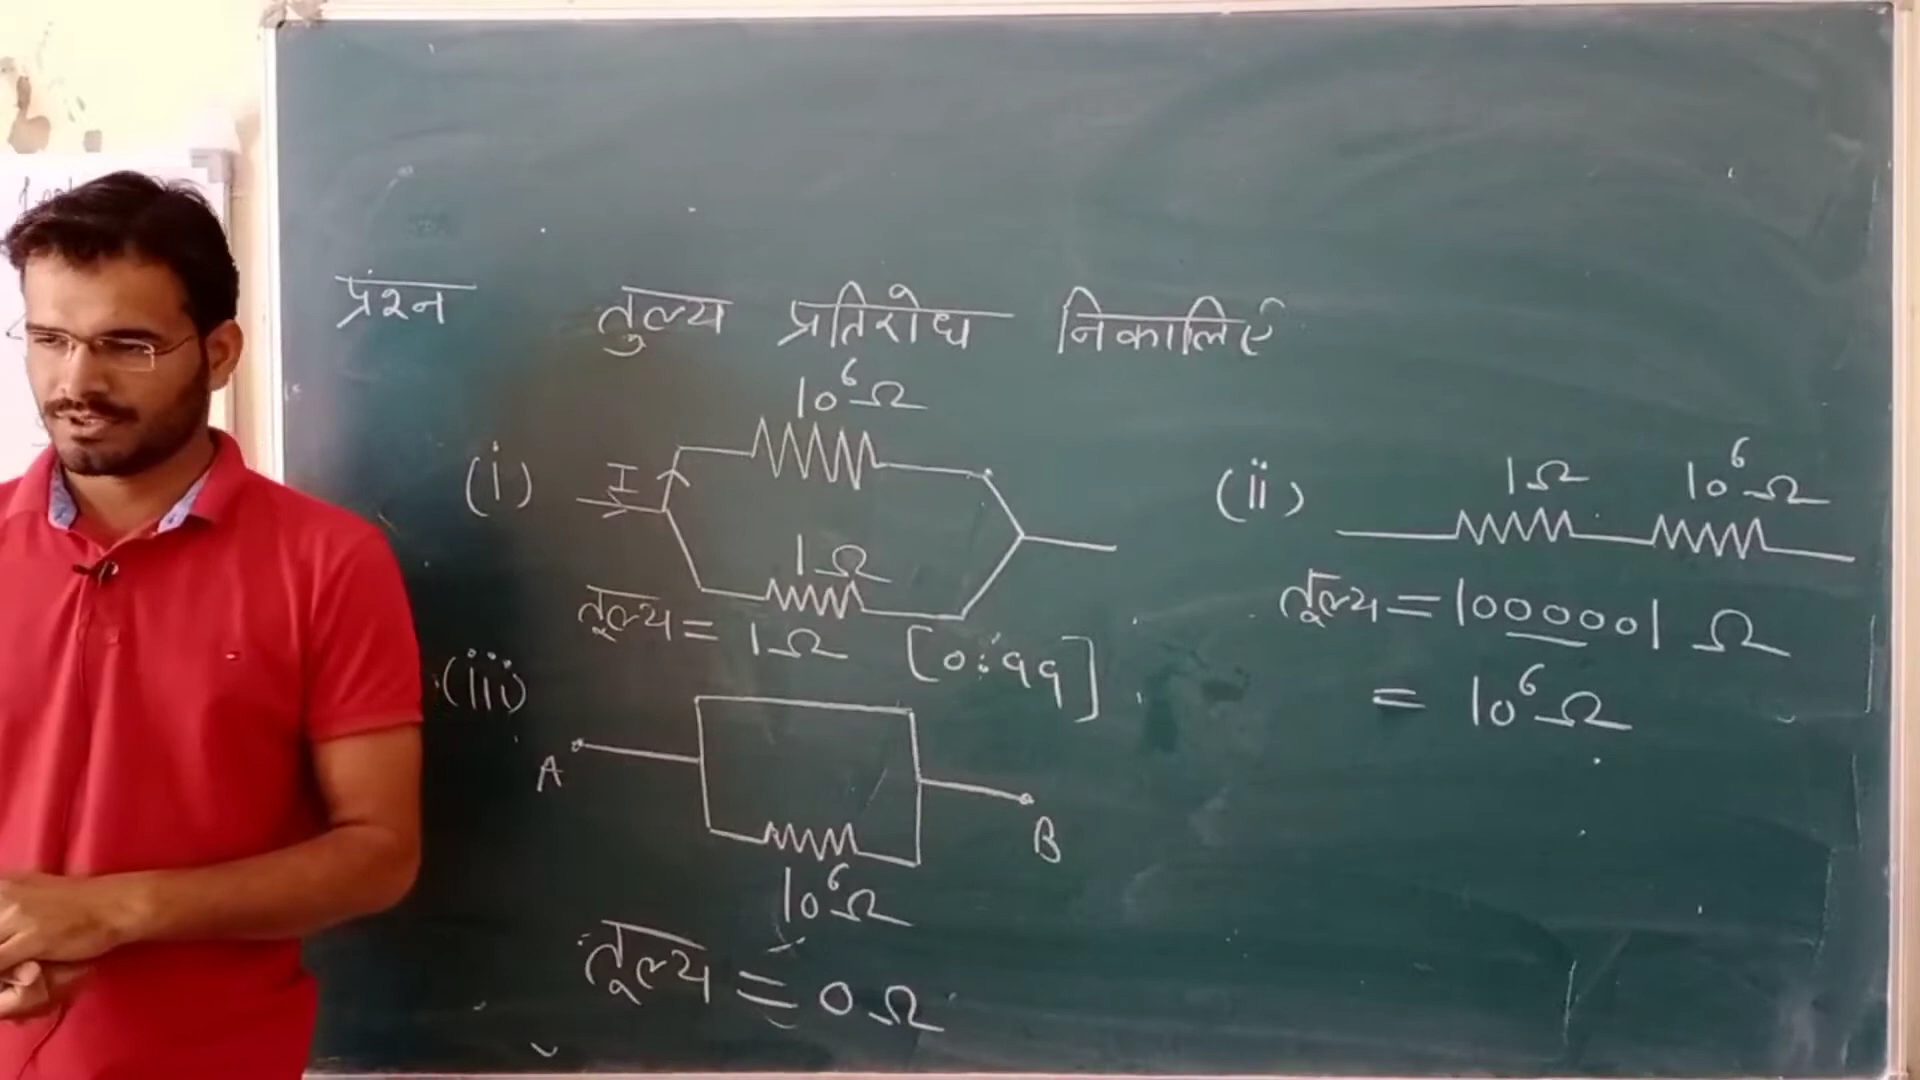 प्रश्न तुल्य प्रतिरोध निकालिए
(i) I 10⁶Ω
1Ω
तूल्य = 1Ω [0.99]
(ii) 1Ω 10⁶Ω
तूल्य = 1000001 Ω
= 10⁶Ω
(iii)
A
B
10⁶Ω
तूल्य = 0Ω